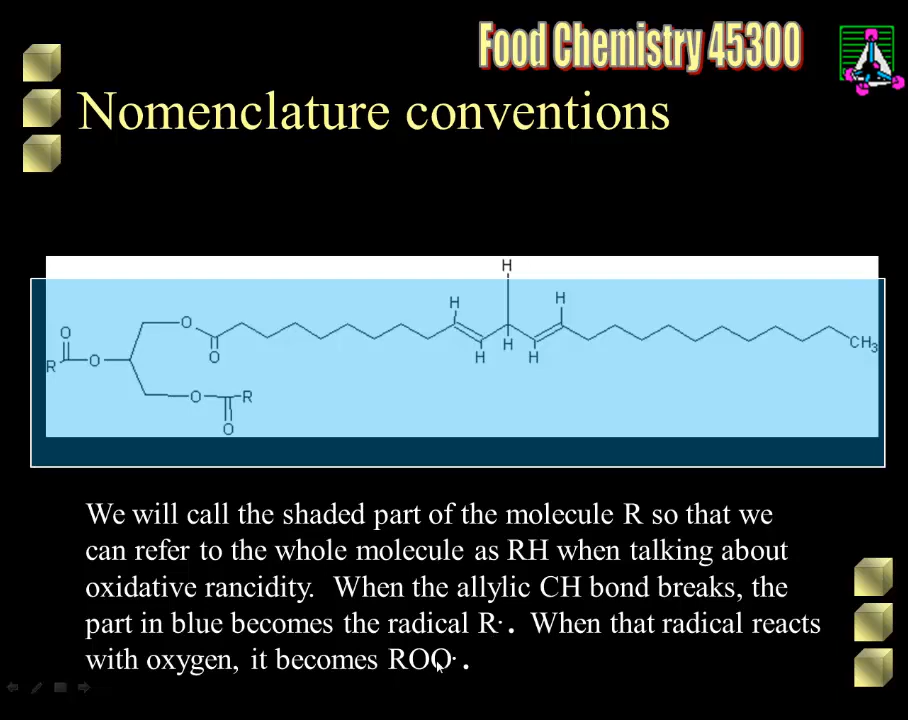 Food Chemistry 45300
Nomenclature conventions
H
H
H
O
O
CH3
O
H
H
H
R
O
O
R
O
We will call the shaded part of the molecule R so that we
can refer to the whole molecule as RH when talking about
oxidative rancidity. When the allylic CH bond breaks, the
part in blue becomes the radical R·. When that radical reacts
with oxygen, it becomes ROO·.